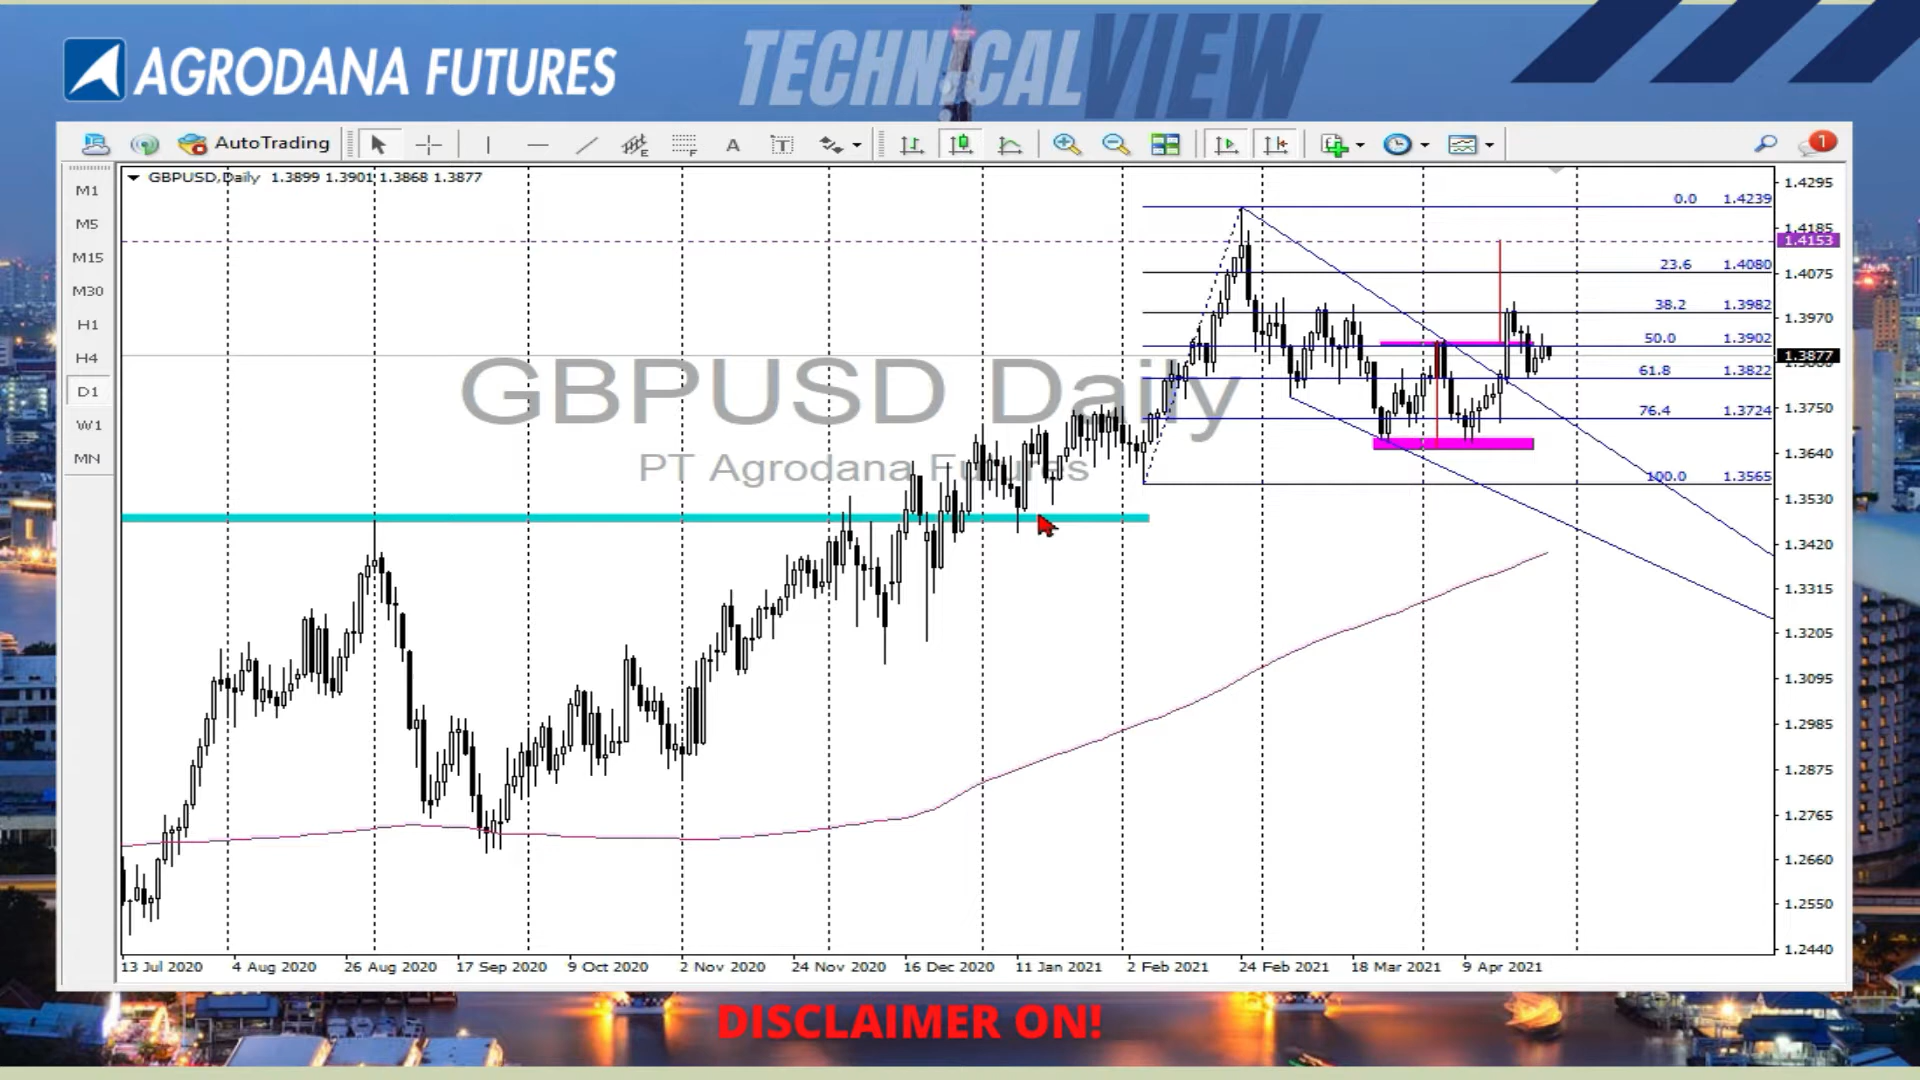 AGRODANA FUTURES
TECHNICAL VIEW
AutoTrading
E
F
A
T
1
M1
M5
M15
M30
H1
H4
D1
W1
MN
GBPUSD,Daily 1.3899 1.3901 1.3868 1.3877
GBPUSD Daily
PT Agrodana Futures
0.0 1.4239
23.6 1.4080
38.2 1.3982
50.0 1.3902
61.8 1.3822
76.4 1.3724
100.0 1.3565
1.4295
1.4185
1.4153
1.4075
1.3970
1.3877
1.3750
1.3640
1.3530
1.3420
1.3315
1.3205
1.3095
1.2985
1.2875
1.2765
1.2660
1.2550
1.2440
13 Jul 2020 4 Aug 2020 26 Aug 2020 17 Sep 2020 9 Oct 2020 2 Nov 2020 24 Nov 2020 16 Dec 2020 11 Jan 2021 2 Feb 2021 24 Feb 2021 18 Mar 2021 9 Apr 2021
DISCLAIMER ON!